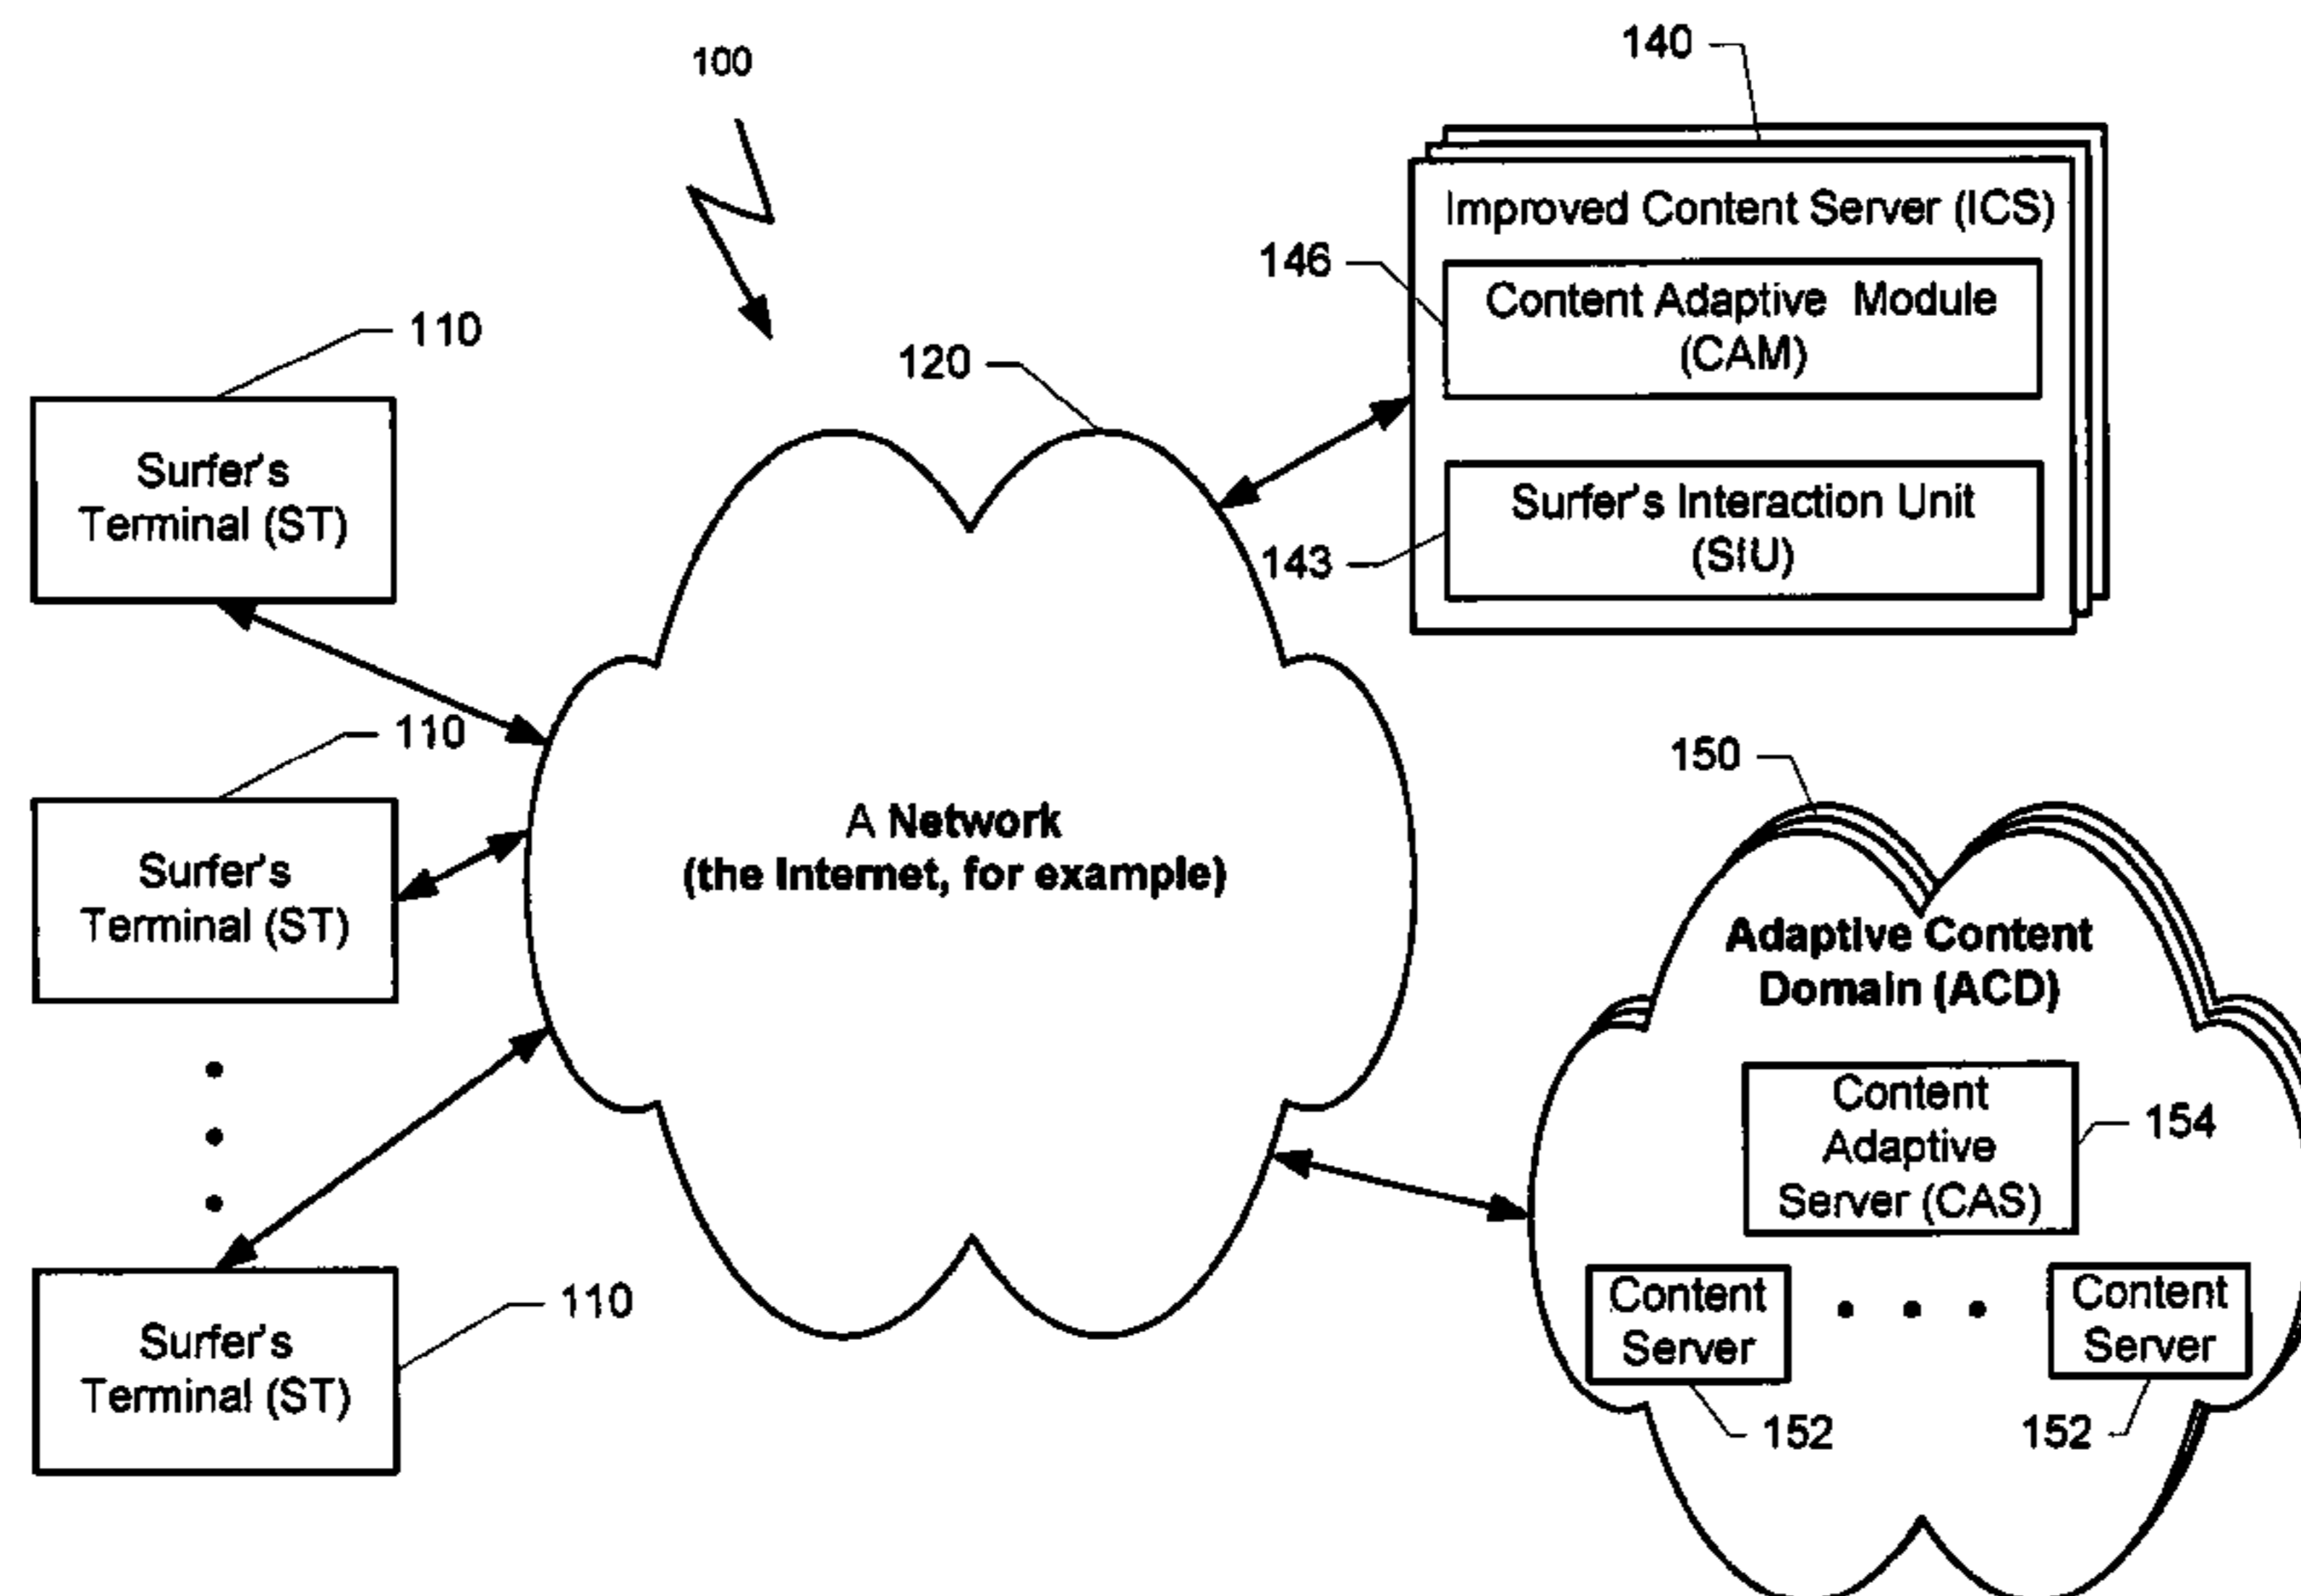 100
140
Improved Content Server (ICS)
146
Content Adaptive Module
(CAM)
110
120
Surfer's
Terminal (ST)
Surfer's Interaction Unit
(SIU)
143
110
150
A Network
(the Internet, for example)
Surfer's
Terminal (ST)
Adaptive Content
Domain (ACD)
Content
Adaptive
Server (CAS)
154
Content
Server
Content
Server
110
Surfer's
Terminal (ST)
152
152